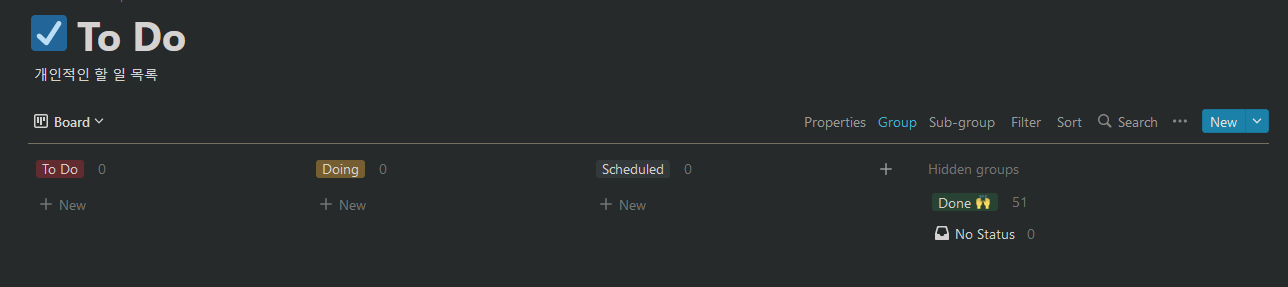 To Do
개인적인 할 일 목록
Board Properties Group Sub-group Filter Sort Search New
To Do 0 Doing 0 Scheduled 0 Hidden groups
New New New Done 🙌 51
No Status 0